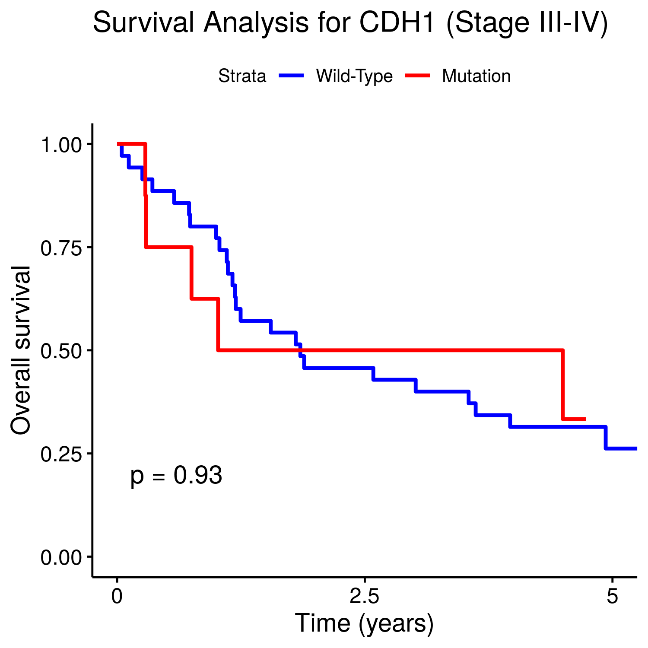 Survival Analysis for CDH1 (Stage III-IV)
Strata Wild-Type Mutation
1.00
0.75
0.50
0.25
0.00
Overall survival
p = 0.93
0 2.5 5
Time (years)